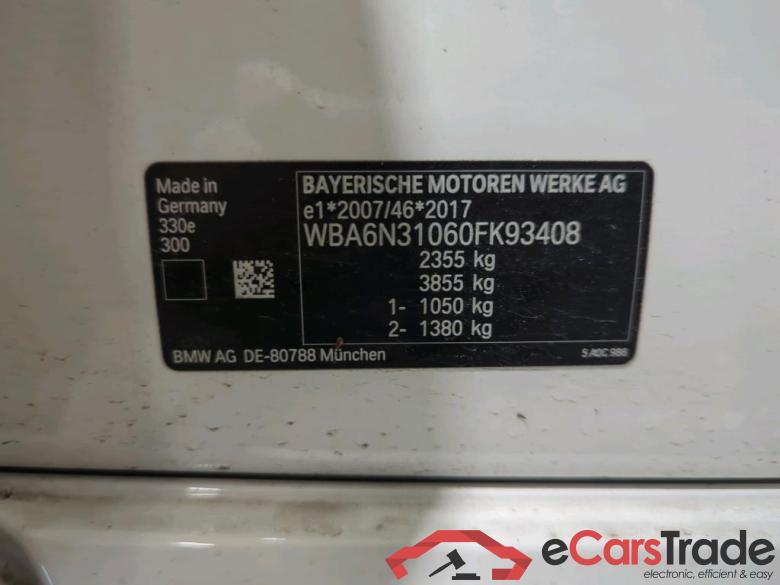 Made in
Germany
330e
300
BAYERISCHE MOTOREN WERKE AG
e1*2007/46*2017
WBA6N31060FK93408
2355 kg
3855 kg
1- 1050 kg
2- 1380 kg
BMW AG DE-80788 München
eCarsTrade
electronic, efficient & easy